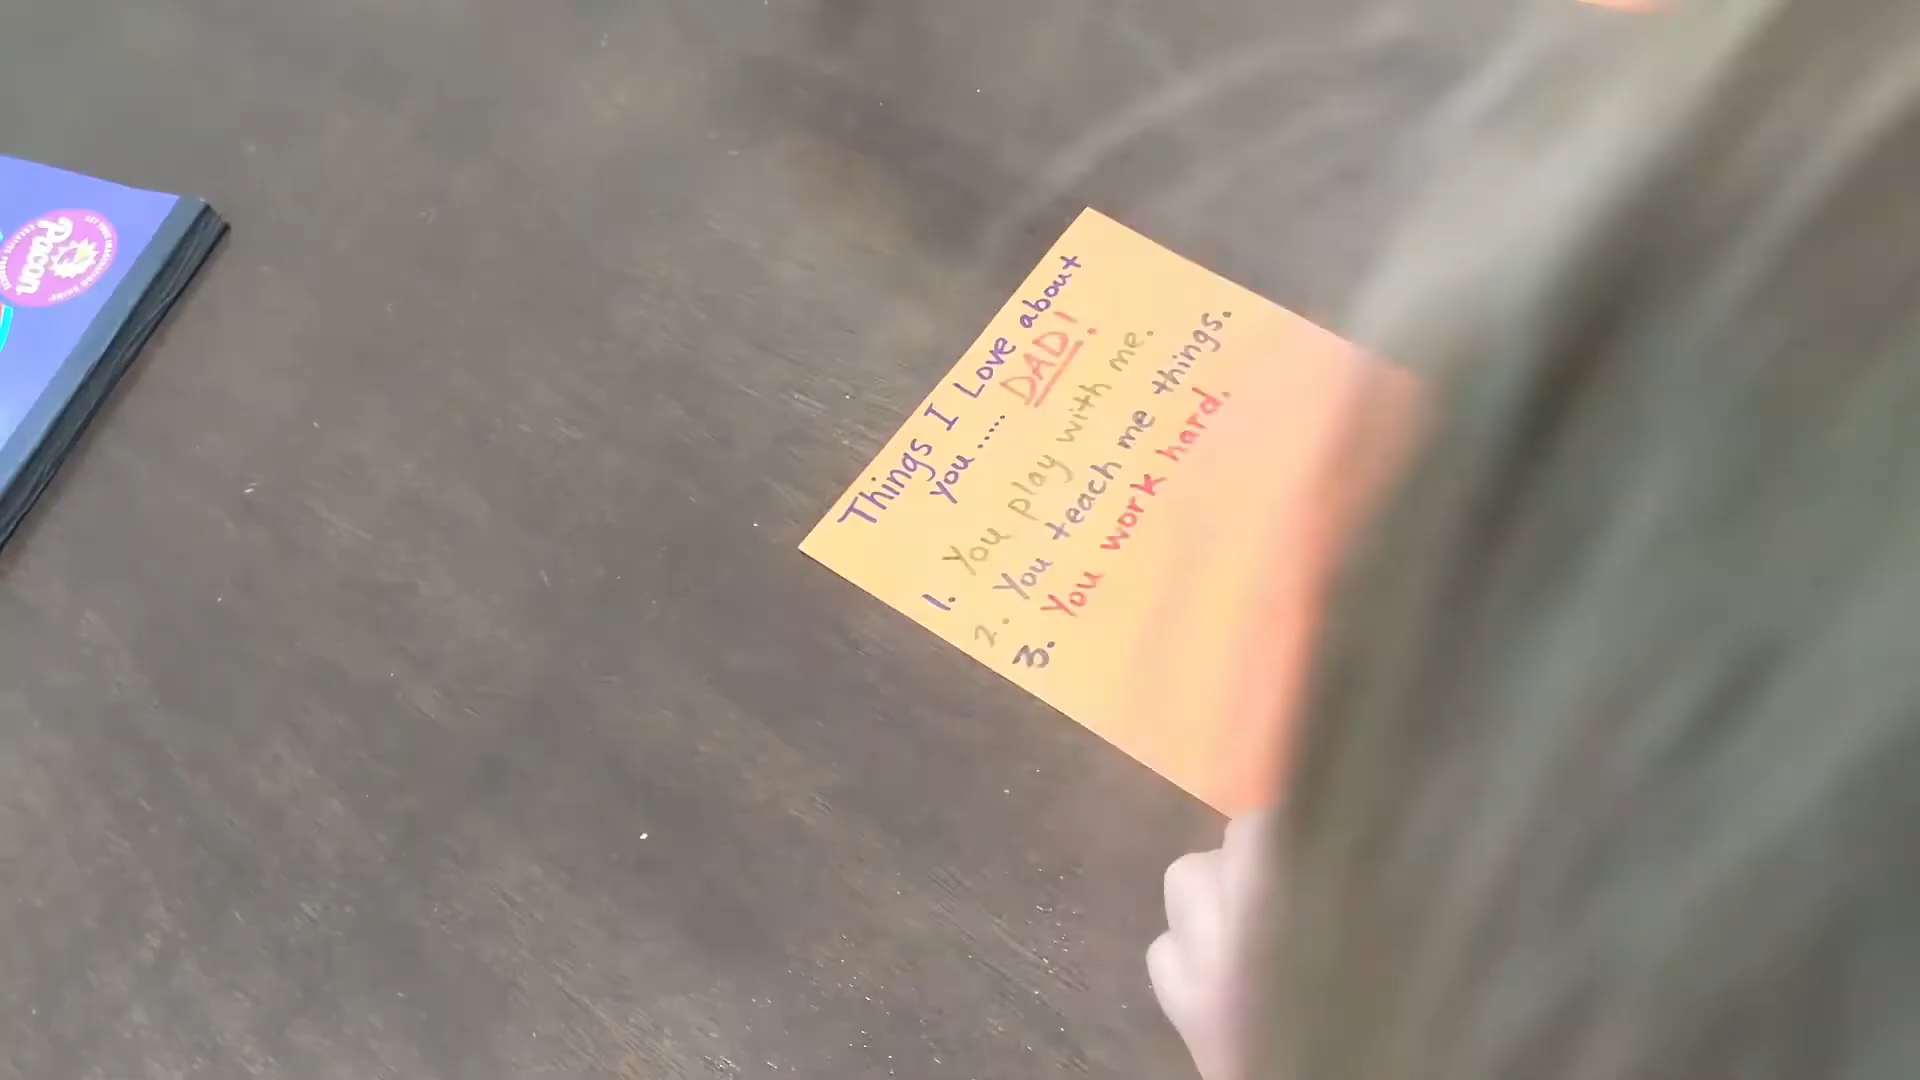 Things I Love about
you ..... DAD!
1. You play with me.
2. You teach me things.
3. You work hard.
Pacon